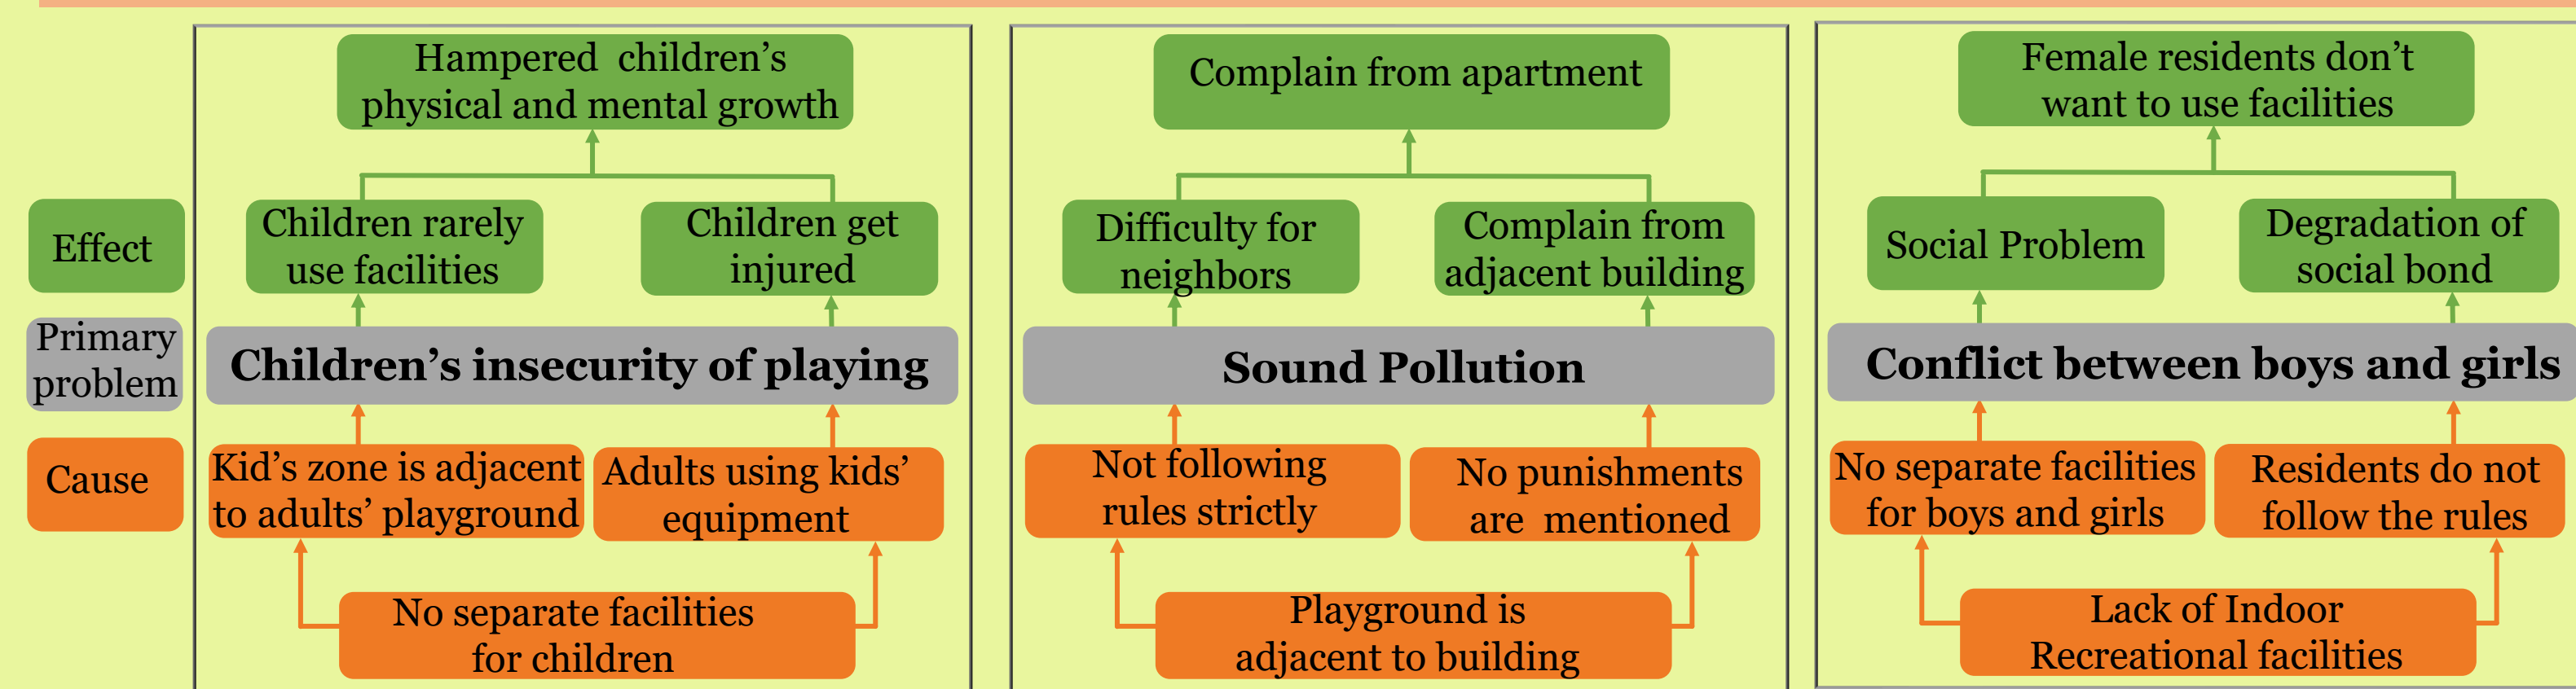 Effect
Primary
problem
Cause
Hampered children’s
physical and mental growth
Children rarely
use facilities
Children get
injured
Children’s insecurity of playing
Kid’s zone is adjacent
to adults’ playground
Adults using kids’
equipment
No separate facilities
for children
Complain from apartment
Difficulty for
neighbors
Complain from
adjacent building
Sound Pollution
Not following
rules strictly
No punishments
are mentioned
Playground is
adjacent to building
Female residents don’t
want to use facilities
Social Problem
Degradation of
social bond
Conflict between boys and girls
No separate facilities
for boys and girls
Residents do not
follow the rules
Lack of Indoor
Recreational facilities